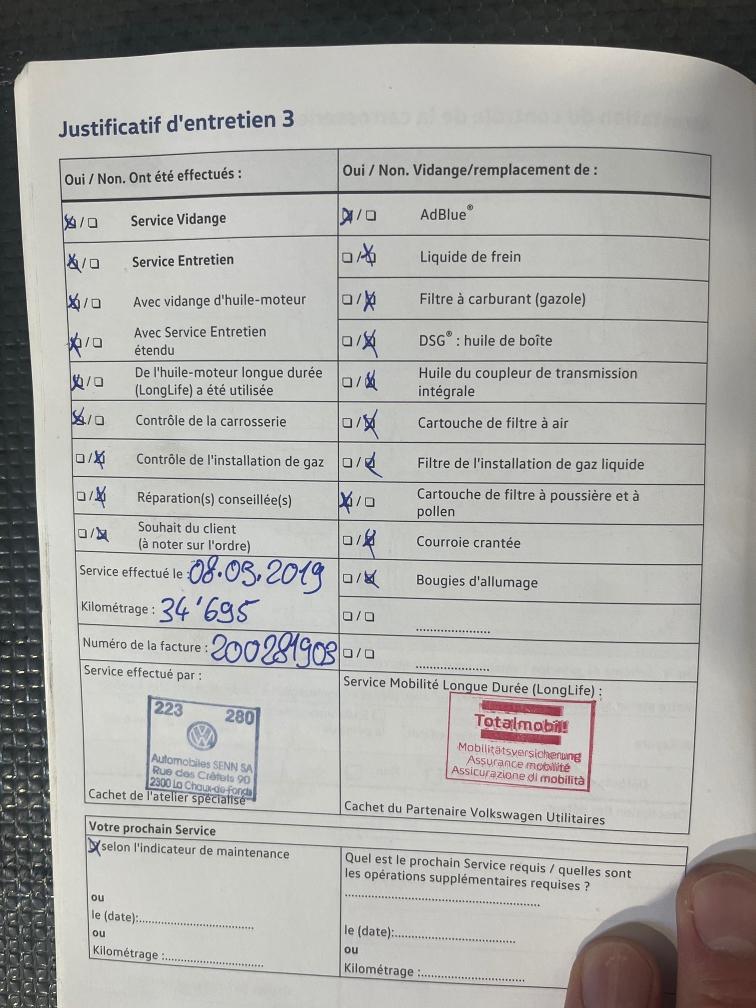 Justificatif d'entretien 3
Oui / Non. Ont été effectués :
☒/☐ Service Vidange
☒/☐ Service Entretien
☒/☐ Avec vidange d'huile-moteur
☒/☐ Avec Service Entretien
étendu
☒/☐ De l'huile-moteur longue durée
(LongLife) a été utilisée
☒/☐ Contrôle de la carrosserie
☐/☒ Contrôle de l'installation de gaz
☐/☒ Réparation(s) conseillée(s)
☐/☒ Souhait du client
(à noter sur l'ordre)
Service effectué le : 08.03.2019
Kilométrage : 34'695
Numéro de la facture : 200281903
Service effectué par :
223 280
Automobiles SENN SA
Rue des Crêtets 90
2300 La Chaux-de-Fonds
Cachet de l'atelier spécialisé
Oui / Non. Vidange/remplacement de :
☒/☐ AdBlue®
☐/☒ Liquide de frein
☐/☒ Filtre à carburant (gazole)
☐/☒ DSG® : huile de boîte
☐/☒ Huile du coupleur de transmission
intégrale
☐/☒ Cartouche de filtre à air
☐/☒ Filtre de l'installation de gaz liquide
☒/☐ Cartouche de filtre à poussière et à
pollen
☐/☒ Courroie crantée
☐/☒ Bougies d'allumage
☐/☐ .....................
☐/☐ .....................
Service Mobilité Longue Durée (LongLife) :
Totalmobil!
Mobilitätsversicherung
Assurance mobilité
Assicurazione di mobilità
Cachet du Partenaire Volkswagen Utilitaires
Votre prochain Service
☒ selon l'indicateur de maintenance
ou
le (date):................................
ou
Kilométrage :...........................
Quel est le prochain Service requis / quelles sont
les opérations supplémentaires requises ?
.......................................................
le (date):..................................
ou
Kilométrage :.............................